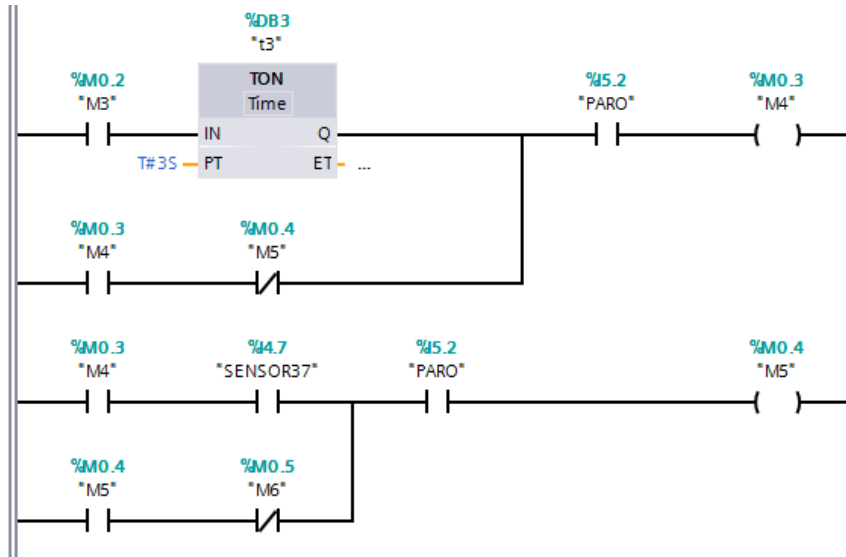 %DB3
"t3"
%M0.2
"M3"
TON
Time
IN
Q
T#3S
PT
ET
...
%I5.2
"PARO"
%M0.3
"M4"
%M0.3
"M4"
%M0.4
"M5"
%M0.3
"M4"
%I4.7
"SENSOR37"
%I5.2
"PARO"
%M0.4
"M5"
%M0.4
"M5"
%M0.5
"M6"